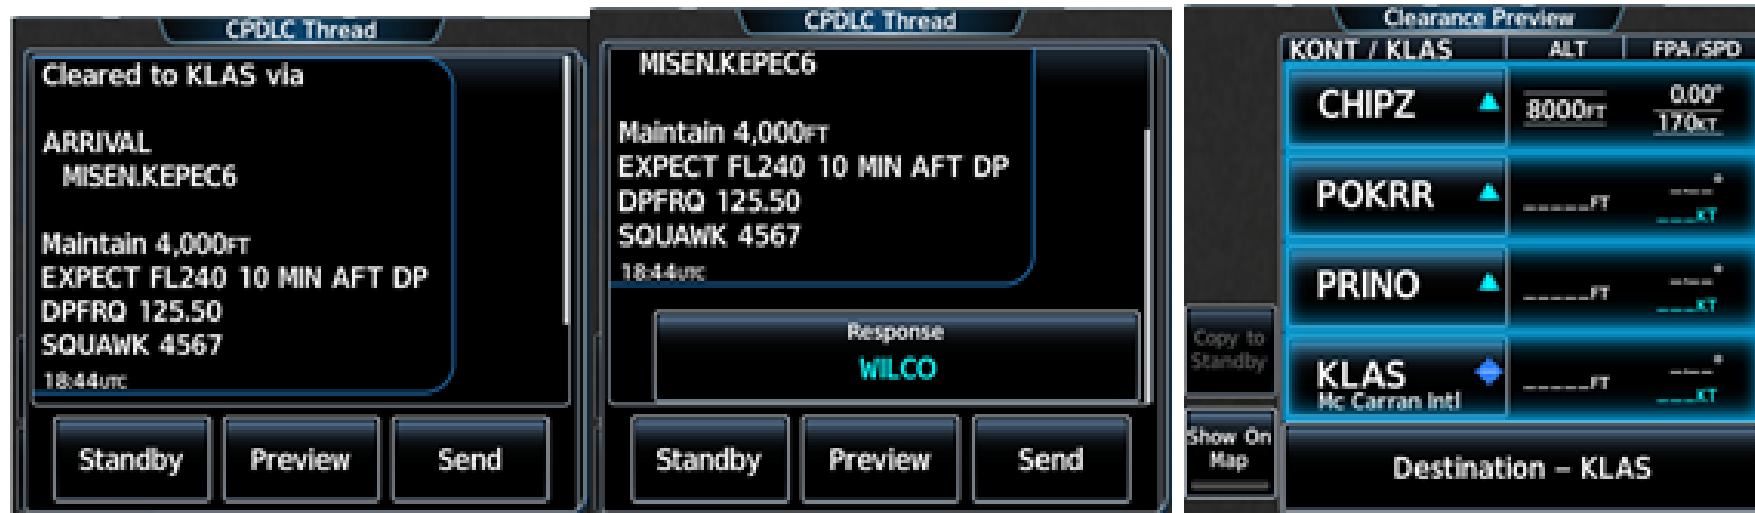 CPDLC Thread
Cleared to KLAS via
ARRIVAL
MISEN.KEPEC6
Maintain 4,000FT
EXPECT FL240 10 MIN AFT DP
DPFRQ 125.50
SQUAWK 4567
18:44UTC
Standby Preview Send
CPDLC Thread
MISEN.KEPEC6
Maintain 4,000FT
EXPECT FL240 10 MIN AFT DP
DPFRQ 125.50
SQUAWK 4567
18:44UTC
Response
WILCO
Standby Preview Send
Clearance Preview
KONT / KLAS ALT FPA/SPD
CHIPZ 8000FT 0.00°
170KT
POKRR _____FT _.__°
___KT
PRINO _____FT _.__°
___KT
KLAS _____FT _.__°
Mc Carran Intl ___KT
Copy to
Standby
Show On
Map
Destination – KLAS